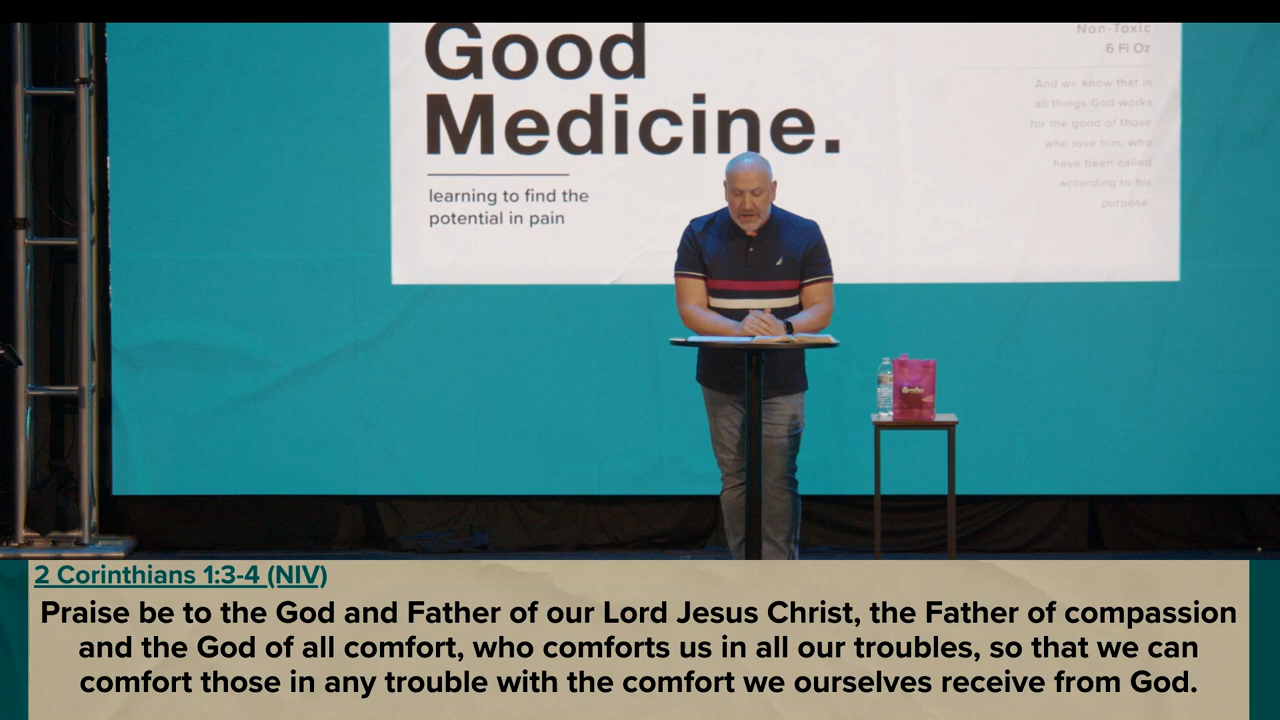 Good
Medicine.
learning to find the
potential in pain
Non-Toxic
6 Fl Oz
And we know that in
all things God works
for the good of those
who love him, who
have been called
according to his
purpose.
2 Corinthians 1:3-4 (NIV)
Praise be to the God and Father of our Lord Jesus Christ, the Father of compassion
and the God of all comfort, who comforts us in all our troubles, so that we can
comfort those in any trouble with the comfort we ourselves receive from God.